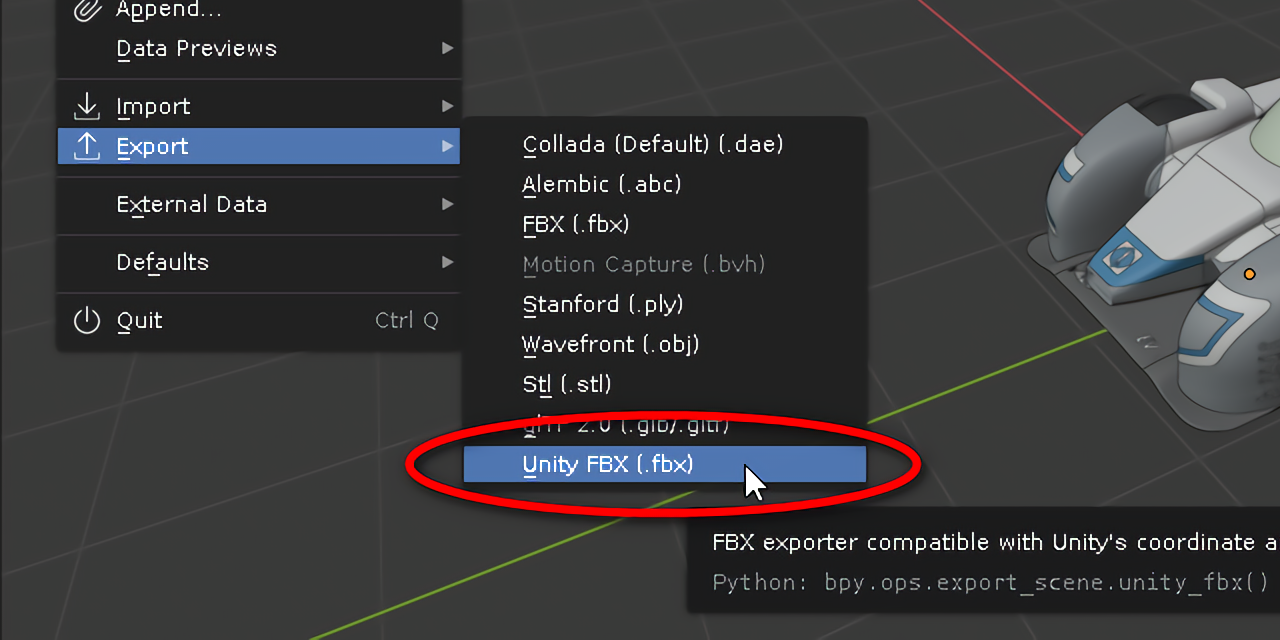 Append...
Data Previews
Import
Export
External Data
Defaults
Quit Ctrl Q
Collada (Default) (.dae)
Alembic (.abc)
FBX (.fbx)
Motion Capture (.bvh)
Stanford (.ply)
Wavefront (.obj)
Stl (.stl)
glTF 2.0 (.glb/.gltf)
Unity FBX (.fbx)
FBX exporter compatible with Unity's coordinate a
Python: bpy.ops.export_scene.unity_fbx()